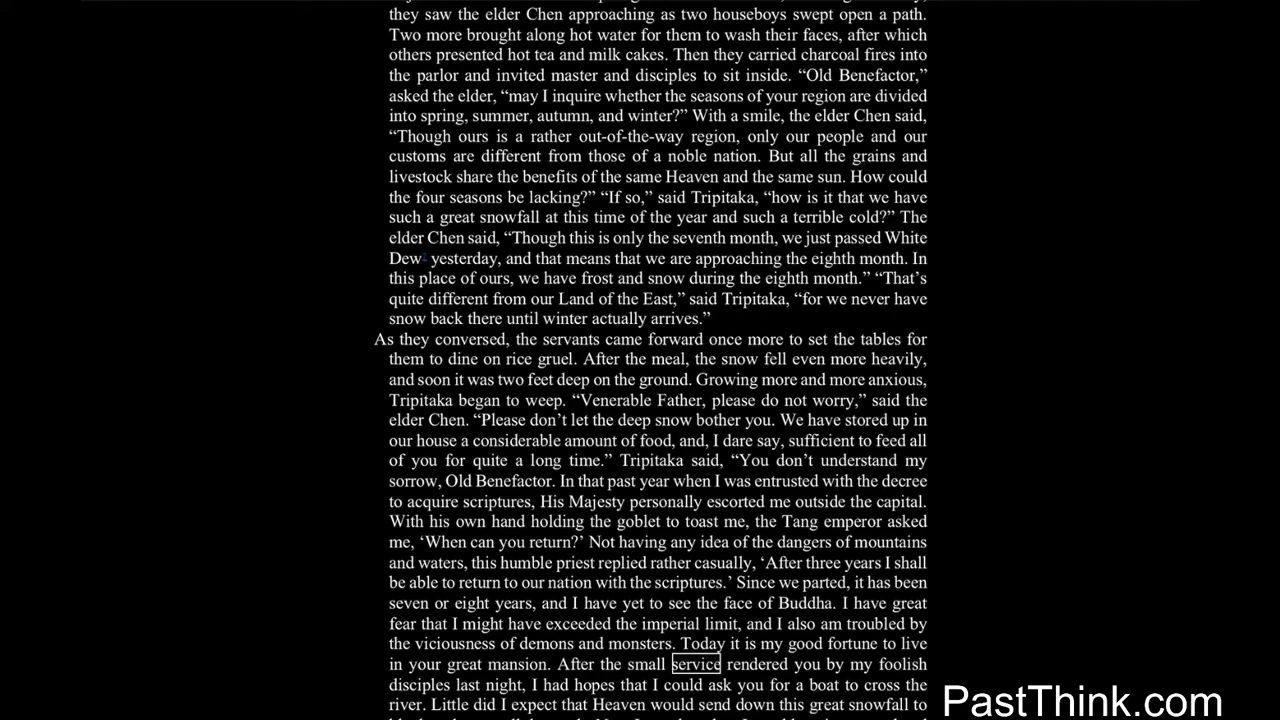 they saw the elder Chen approaching as two houseboys swept open a path.
Two more brought along hot water for them to wash their faces, after which
others presented hot tea and milk cakes. Then they carried charcoal fires into
the parlor and invited master and disciples to sit inside. “Old Benefactor,”
asked the elder, “may I inquire whether the seasons of your region are divided
into spring, summer, autumn, and winter?” With a smile, the elder Chen said,
“Though ours is a rather out-of-the-way region, only our people and our
customs are different from those of a noble nation. But all the grains and
livestock share the benefits of the same Heaven and the same sun. How could
the four seasons be lacking?” “If so,” said Tripitaka, “how is it that we have
such a great snowfall at this time of the year and such a terrible cold?” The
elder Chen said, “Though this is only the seventh month, we just passed White
Dew yesterday, and that means that we are approaching the eighth month. In
this place of ours, we have frost and snow during the eighth month.” “That’s
quite different from our Land of the East,” said Tripitaka, “for we never have
snow back there until winter actually arrives.”
As they conversed, the servants came forward once more to set the tables for
them to dine on rice gruel. After the meal, the snow fell even more heavily,
and soon it was two feet deep on the ground. Growing more and more anxious,
Tripitaka began to weep. “Venerable Father, please do not worry,” said the
elder Chen. “Please don’t let the deep snow bother you. We have stored up in
our house a considerable amount of food, and, I dare say, sufficient to feed all
of you for quite a long time.” Tripitaka said, “You don’t understand my
sorrow, Old Benefactor. In that past year when I was entrusted with the decree
to acquire scriptures, His Majesty personally escorted me outside the capital.
With his own hand holding the goblet to toast me, the Tang emperor asked
me, ‘When can you return?’ Not having any idea of the dangers of mountains
and waters, this humble priest replied rather casually, ‘After three years I shall
be able to return to our nation with the scriptures.’ Since we parted, it has been
seven or eight years, and I have yet to see the face of Buddha. I have great
fear that I might have exceeded the imperial limit, and I also am troubled by
the viciousness of demons and monsters. Today it is my good fortune to live
in your great mansion. After the small service rendered you by my foolish
disciples last night, I had hopes that I could ask you for a boat to cross the
river. Little did I expect that Heaven would send down this great snowfall to
PastThink.com